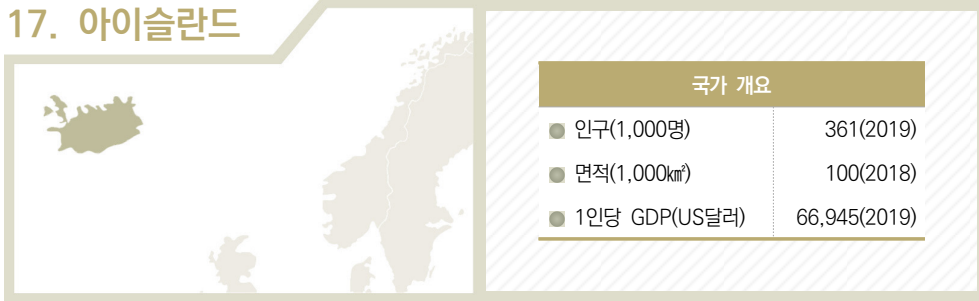 17. 아이슬란드
국가 개요
인구(1,000명) 361(2019)
면적(1,000㎢) 100(2018)
1인당 GDP(US달러) 66,945(2019)